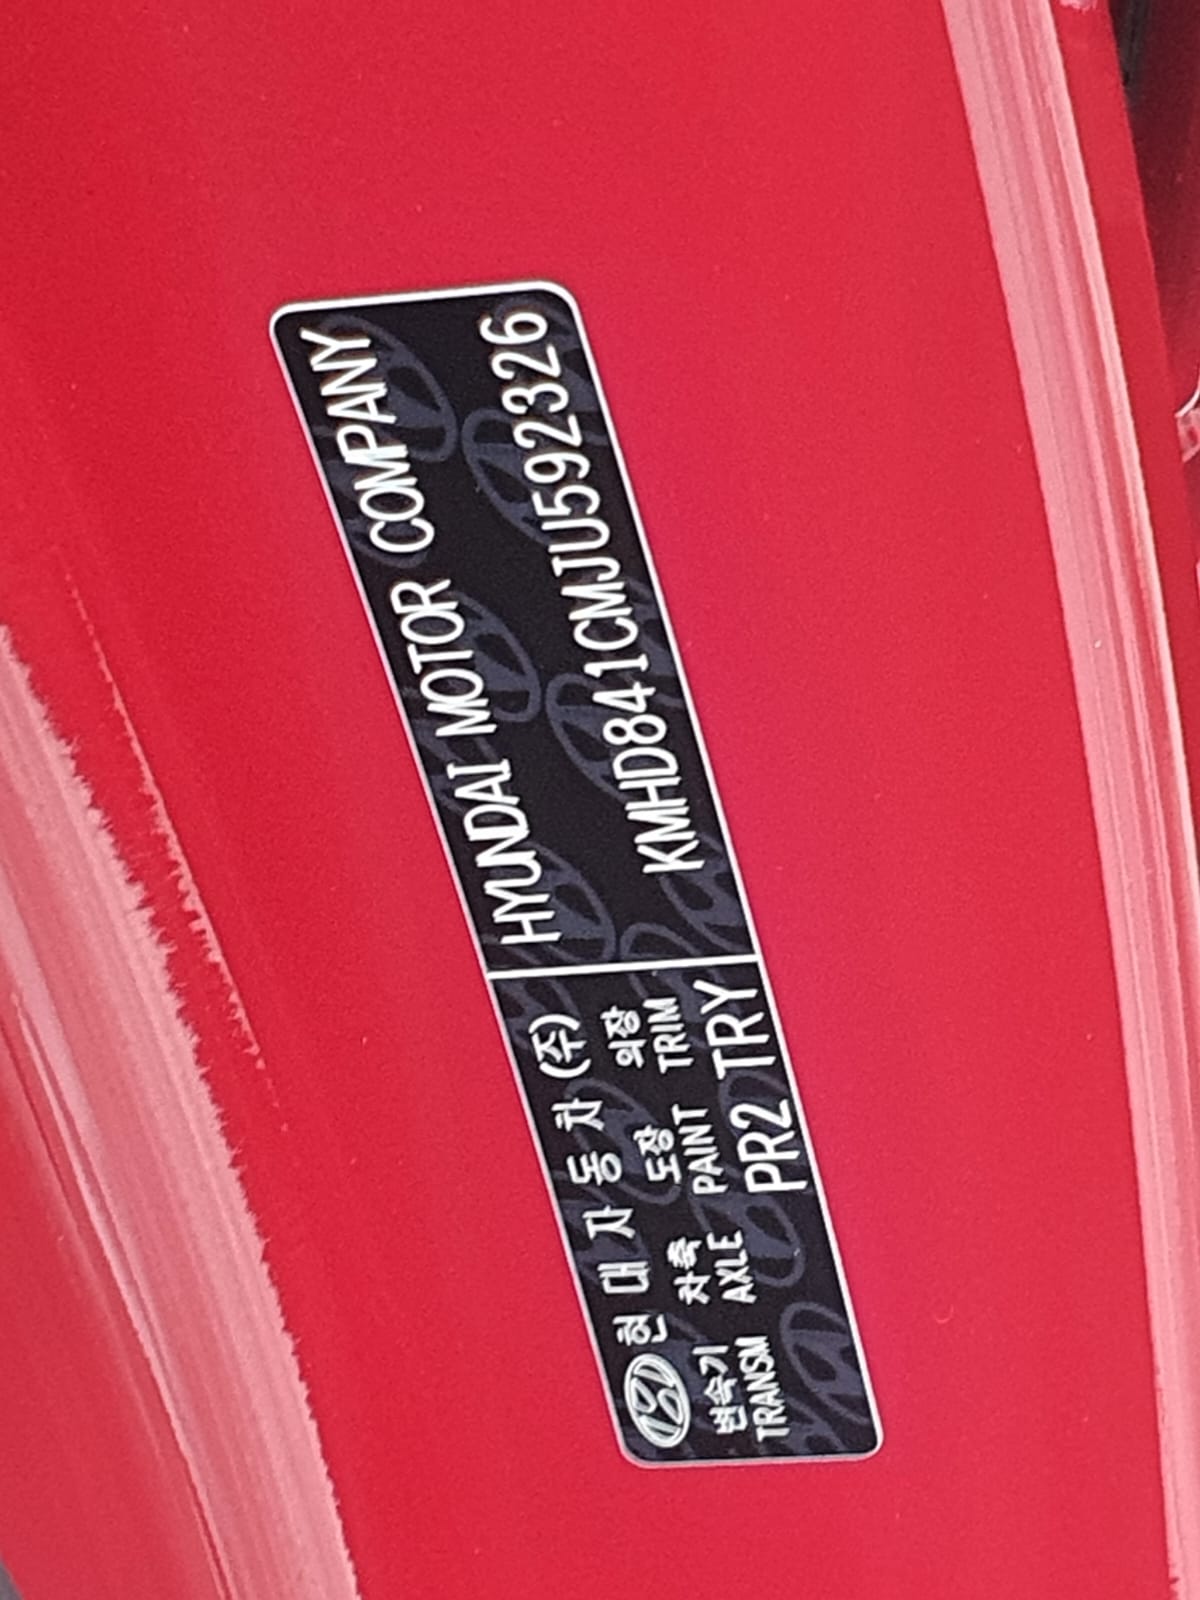 현대자동차(주) HYUNDAI MOTOR COMPANY
변속기 차축 도장 의장
TRANSM AXLE PAINT TRIM KMHD841CMJU592326
PR2 TRY